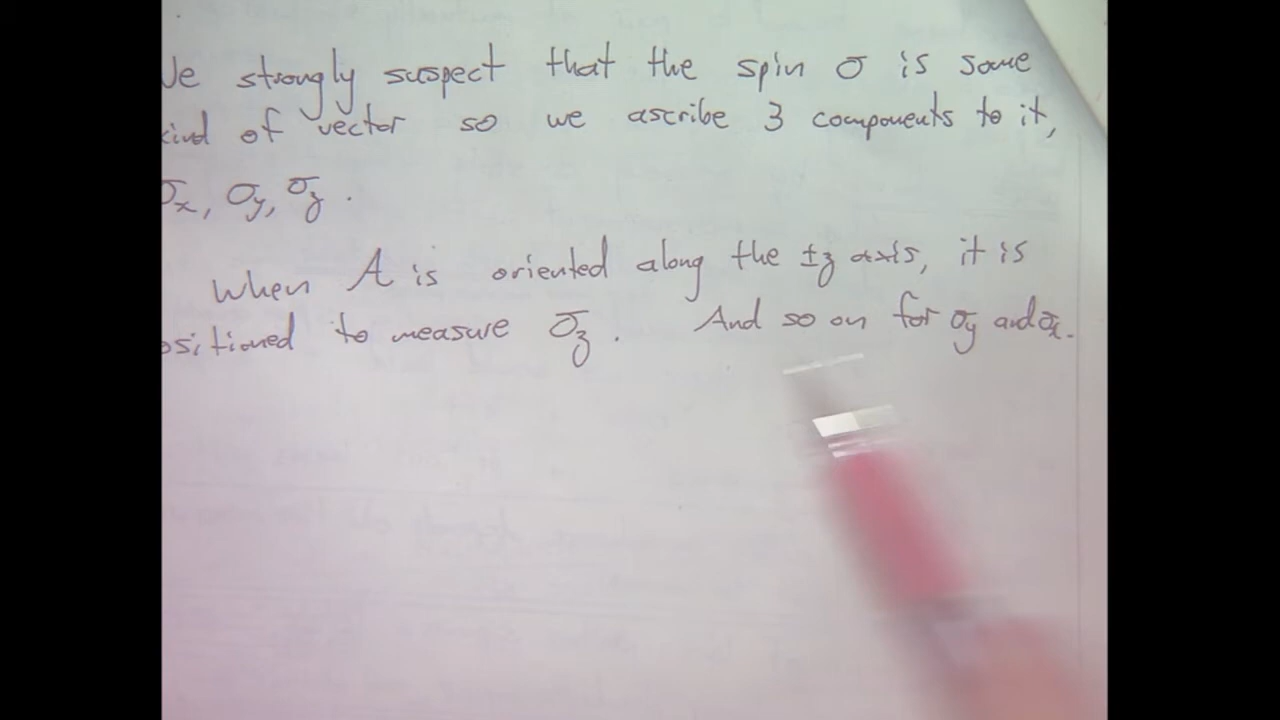 We strongly suspect that the spin σ is some
kind of vector so we ascribe 3 components to it,
σx, σy, σz.
When A is oriented along the ±z axis, it is
ositioned to measure σz. And so on for σy and σx.